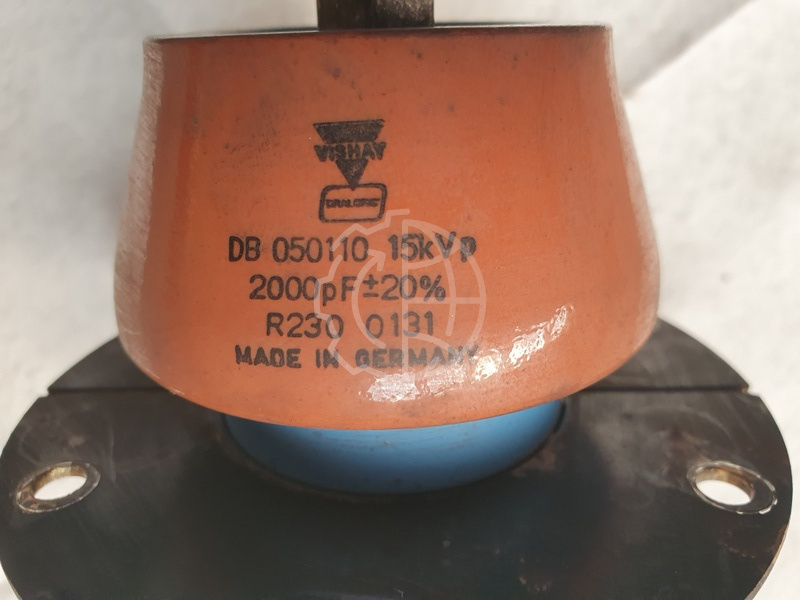 VISHAY
DRALORIC
DB 050110 15kVp
2000pF ±20%
R230 0131
MADE IN GERMANY